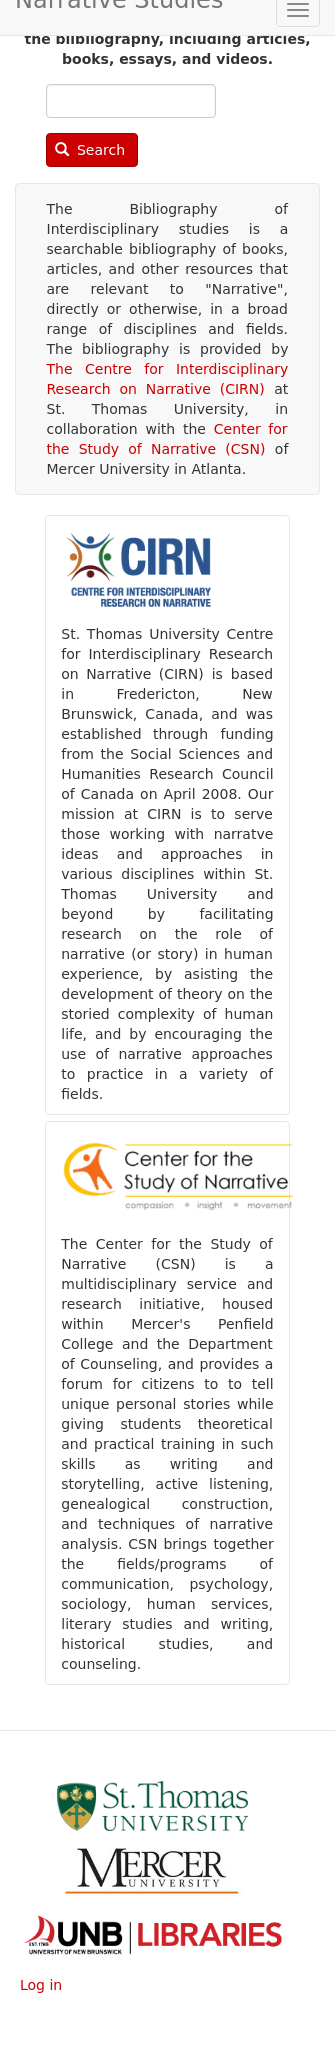 Narrative Studies
the bilbliography, including articles,
books, essays, and videos.
Search
The Bibliography of
Interdisciplinary studies is a
searchable bibliography of books,
articles, and other resources that
are relevant to "Narrative",
directly or otherwise, in a broad
range of disciplines and fields.
The bibliography is provided by
The Centre for Interdisciplinary
Research on Narrative (CIRN) at
St. Thomas University, in
collaboration with the Center for
the Study of Narrative (CSN) of
Mercer University in Atlanta.
CIRN
CENTRE FOR INTERDISCIPLINARY
RESEARCH ON NARRATIVE
St. Thomas University Centre
for Interdisciplinary Research
on Narrative (CIRN) is based
in Fredericton, New
Brunswick, Canada, and was
established through funding
from the Social Sciences and
Humanities Research Council
of Canada on April 2008. Our
mission at CIRN is to serve
those working with narratve
ideas and approaches in
various disciplines within St.
Thomas University and
beyond by facilitating
research on the role of
narrative (or story) in human
experience, by asisting the
development of theory on the
storied complexity of human
life, and by encouraging the
use of narrative approaches
to practice in a variety of
fields.
Center for the
Study of Narrative
compassion • insight • movement
The Center for the Study of
Narrative (CSN) is a
multidisciplinary service and
research initiative, housed
within Mercer's Penfield
College and the Department
of Counseling, and provides a
forum for citizens to to tell
unique personal stories while
giving students theoretical
and practical training in such
skills as writing and
storytelling, active listening,
genealogical construction,
and techniques of narrative
analysis. CSN brings together
the fields/programs of
communication, psychology,
sociology, human services,
literary studies and writing,
historical studies, and
counseling.
St. Thomas
UNIVERSITY
MERCER
UNIVERSITY
EST. 1785 UNB LIBRARIES
UNIVERSITY OF NEW BRUNSWICK
Log in